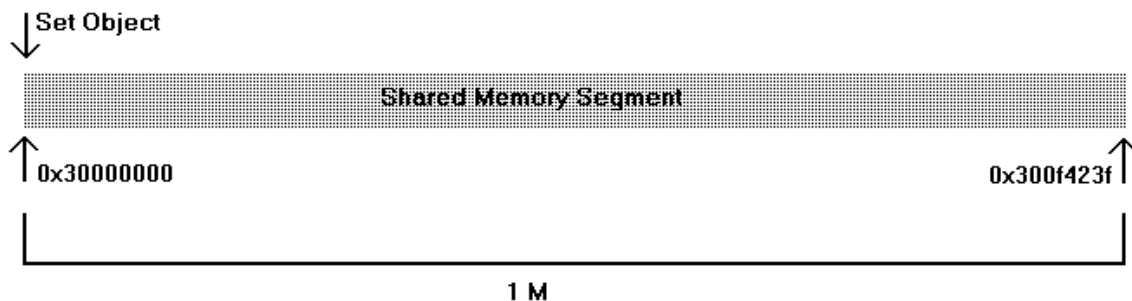 Set Object
Shared Memory Segment
0x30000000
0x300f423f
1 M